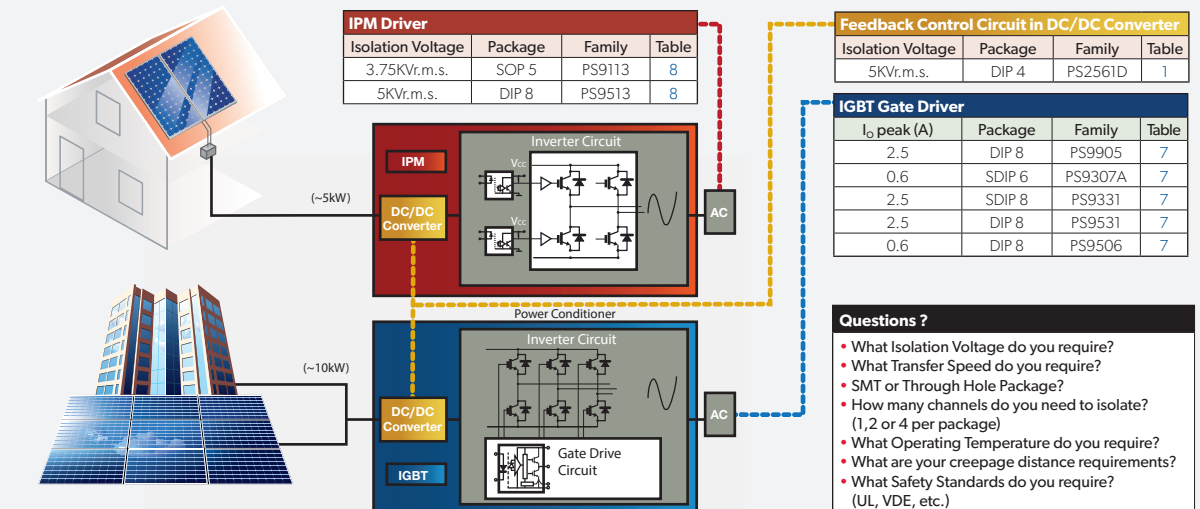 IPM Driver
Isolation Voltage Package Family Table
3.75KVr.m.s. SOP 5 PS9113 8
5KVr.m.s. DIP 8 PS9513 8
Feedback Control Circuit in DC/DC Converter
Isolation Voltage Package Family Table
5KVr.m.s. DIP 4 PS2561D 1
IGBT Gate Driver
IO peak (A) Package Family Table
2.5 DIP 8 PS9905 7
0.6 SDIP 6 PS9307A 7
2.5 SDIP 8 PS9331 7
2.5 DIP 8 PS9531 7
0.6 DIP 8 PS9506 7
Inverter Circuit
IPM
Vcc
(~5kW)
DC/DC
Converter
Vcc
AC
Power Conditioner
Inverter Circuit
(~10kW)
DC/DC
Converter
AC
Gate Drive
Circuit
IGBT
Questions ?
• What Isolation Voltage do you require?
• What Transfer Speed do you require?
• SMT or Through Hole Package?
• How many channels do you need to isolate?
(1,2 or 4 per package)
• What Operating Temperature do you require?
• What are your creepage distance requirements?
• What Safety Standards do you require?
(UL, VDE, etc.)